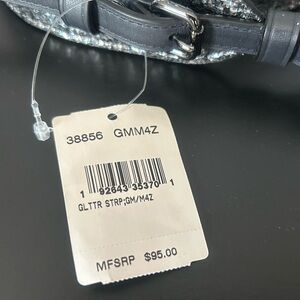 38856 GMM4Z
1 92643 35370 1
GLTTR STRP;GM/M4Z
MFSRP $95.00